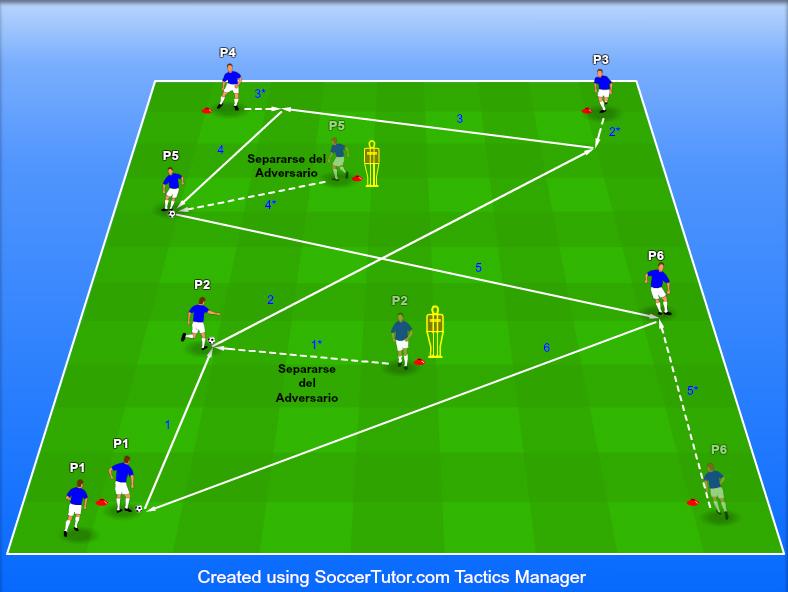 P4
P3
3*
3
P5
2*
4
Separarse del
Adversario
P5
4*
5
P6
P2
2
P2
1*
6
Separarse
del
Adversario
5*
1
P1
P6
P1
Created using SoccerTutor.com Tactics Manager